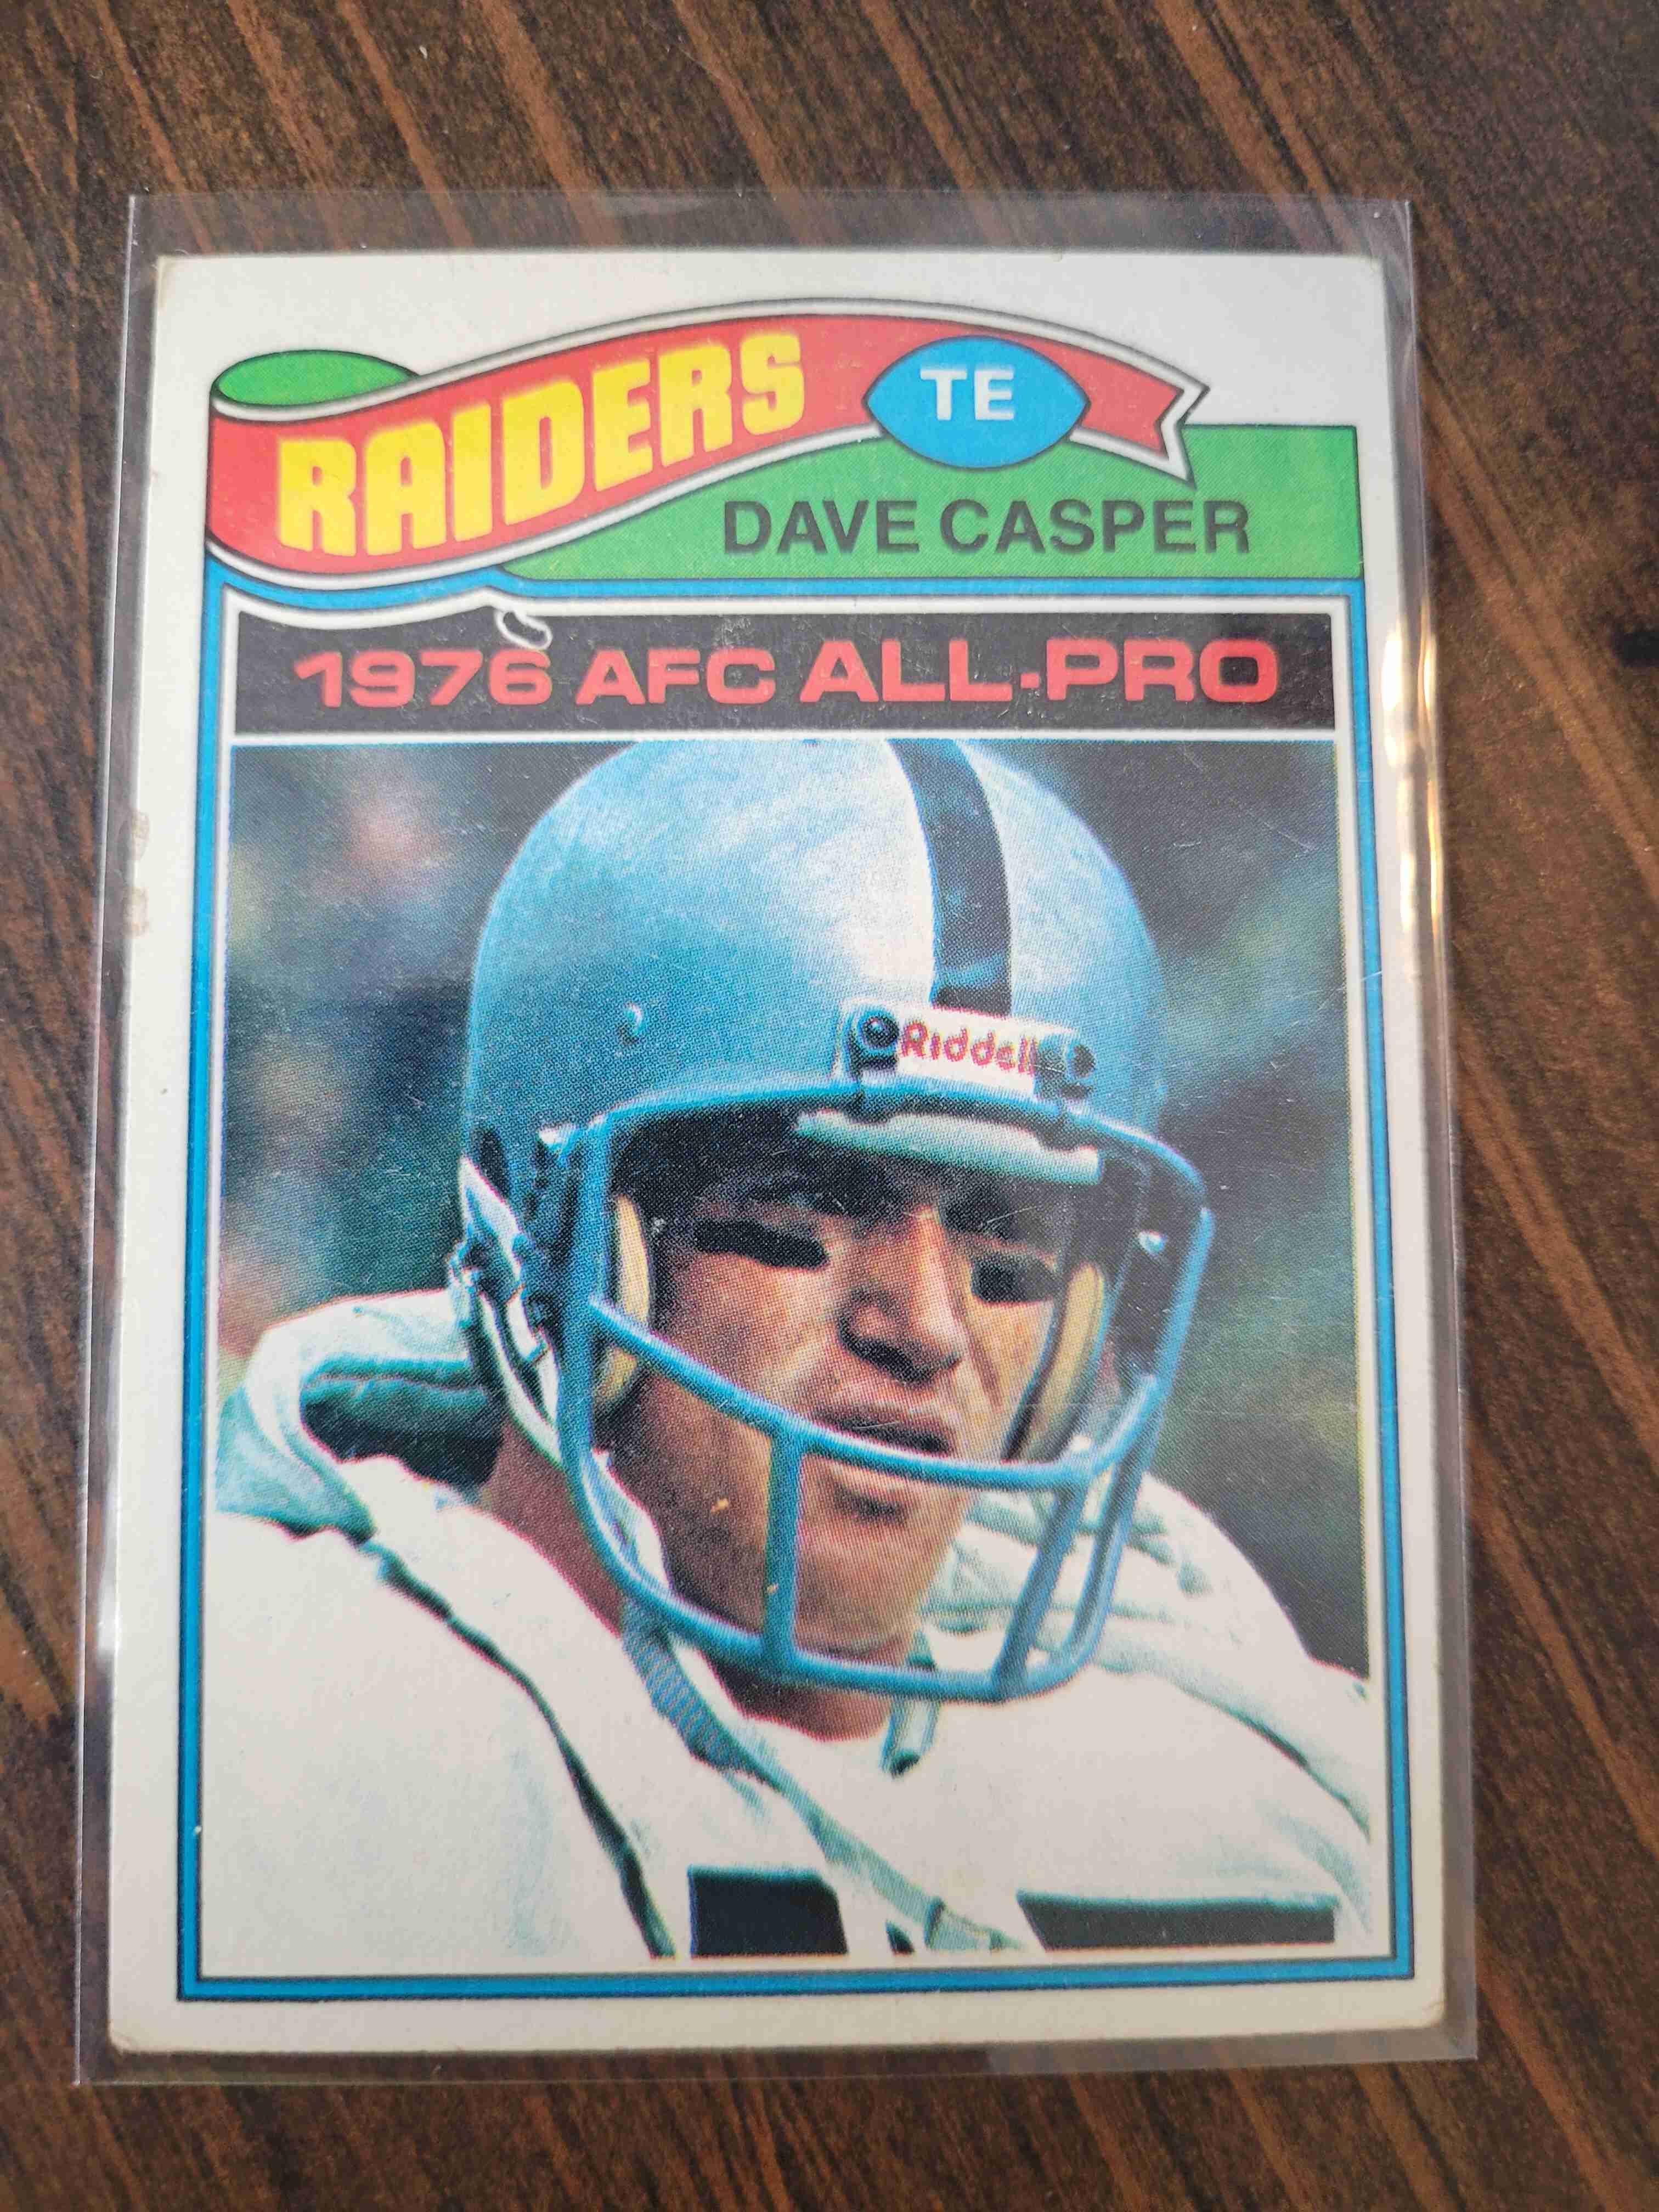 RAIDERS
TE
DAVE CASPER
1976 AFC ALL-PRO
Riddell